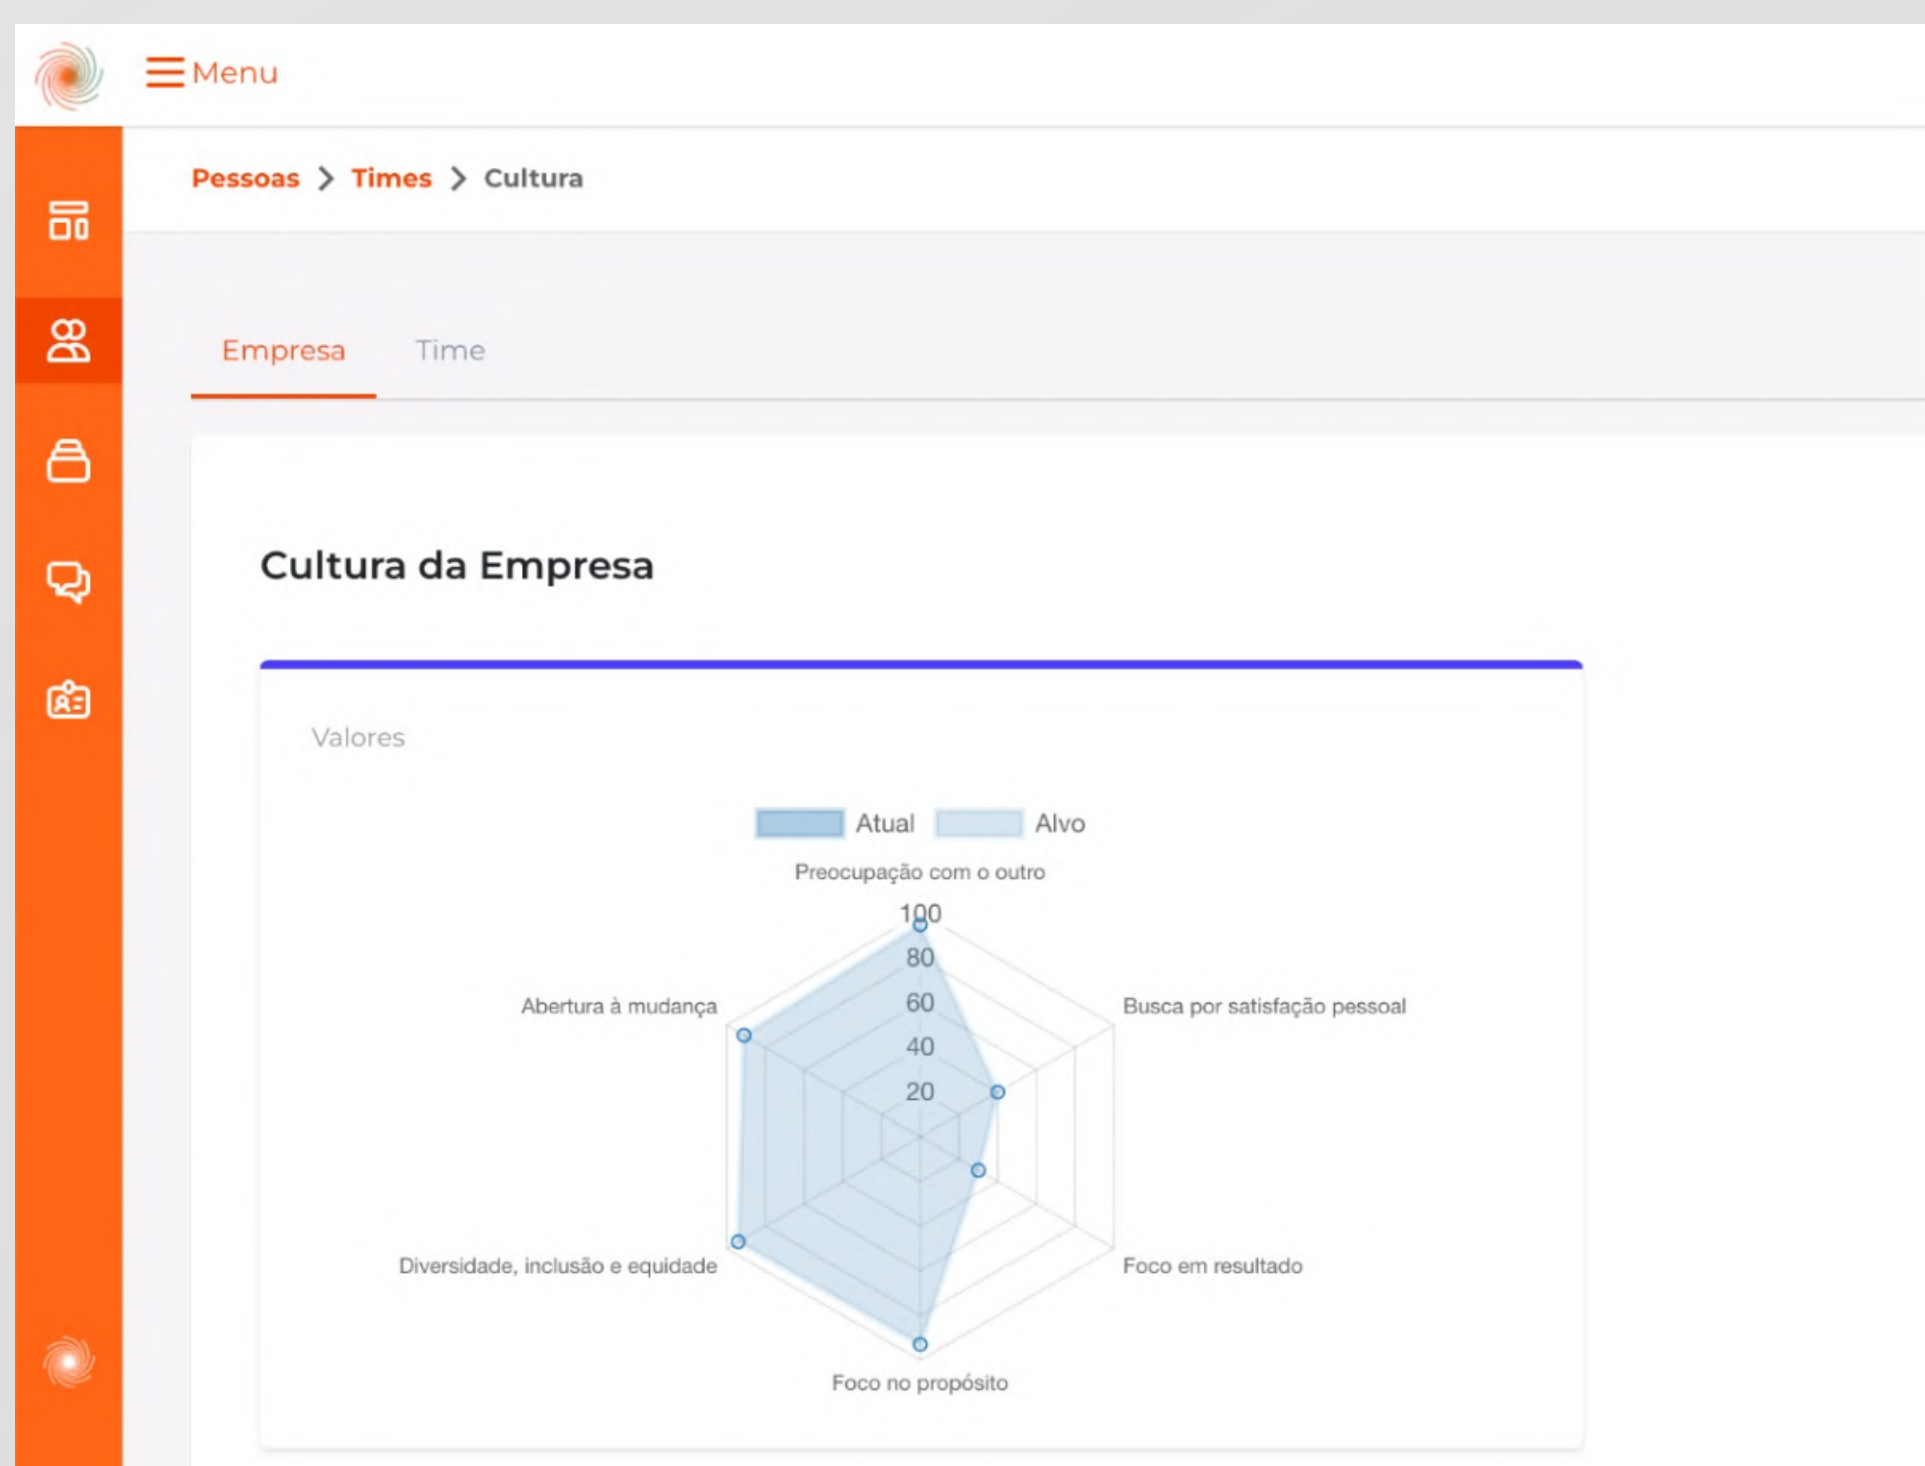 Menu
Pessoas > Times > Cultura
Empresa Time
Cultura da Empresa
Valores
Atual Alvo
Preocupação com o outro
100
80
Abertura à mudança 60 Busca por satisfação pessoal
40
20
Diversidade, inclusão e equidade Foco em resultado
Foco no propósito